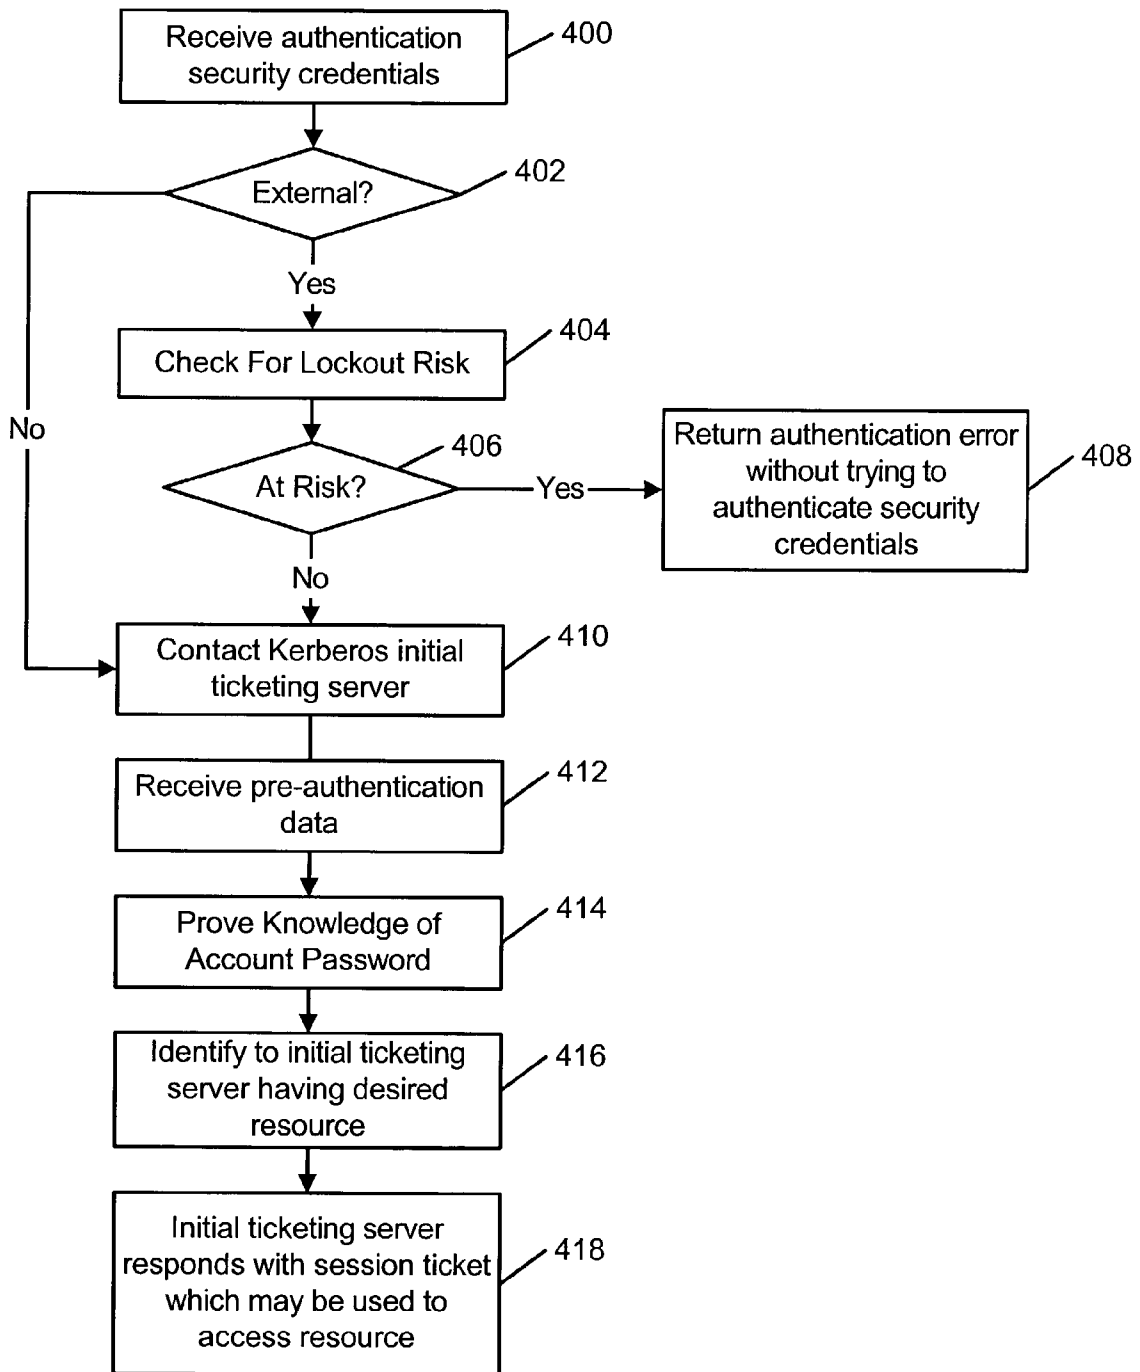 Receive authentication
security credentials
400
External?
402
Yes
No
Check For Lockout Risk
404
At Risk?
406
Yes
Return authentication error
without trying to
authenticate security
credentials
408
No
Contact Kerberos initial
ticketing server
410
Receive pre-authentication
data
412
Prove Knowledge of
Account Password
414
Identify to initial ticketing
server having desired
resource
416
Initial ticketing server
responds with session ticket
which may be used to
access resource
418